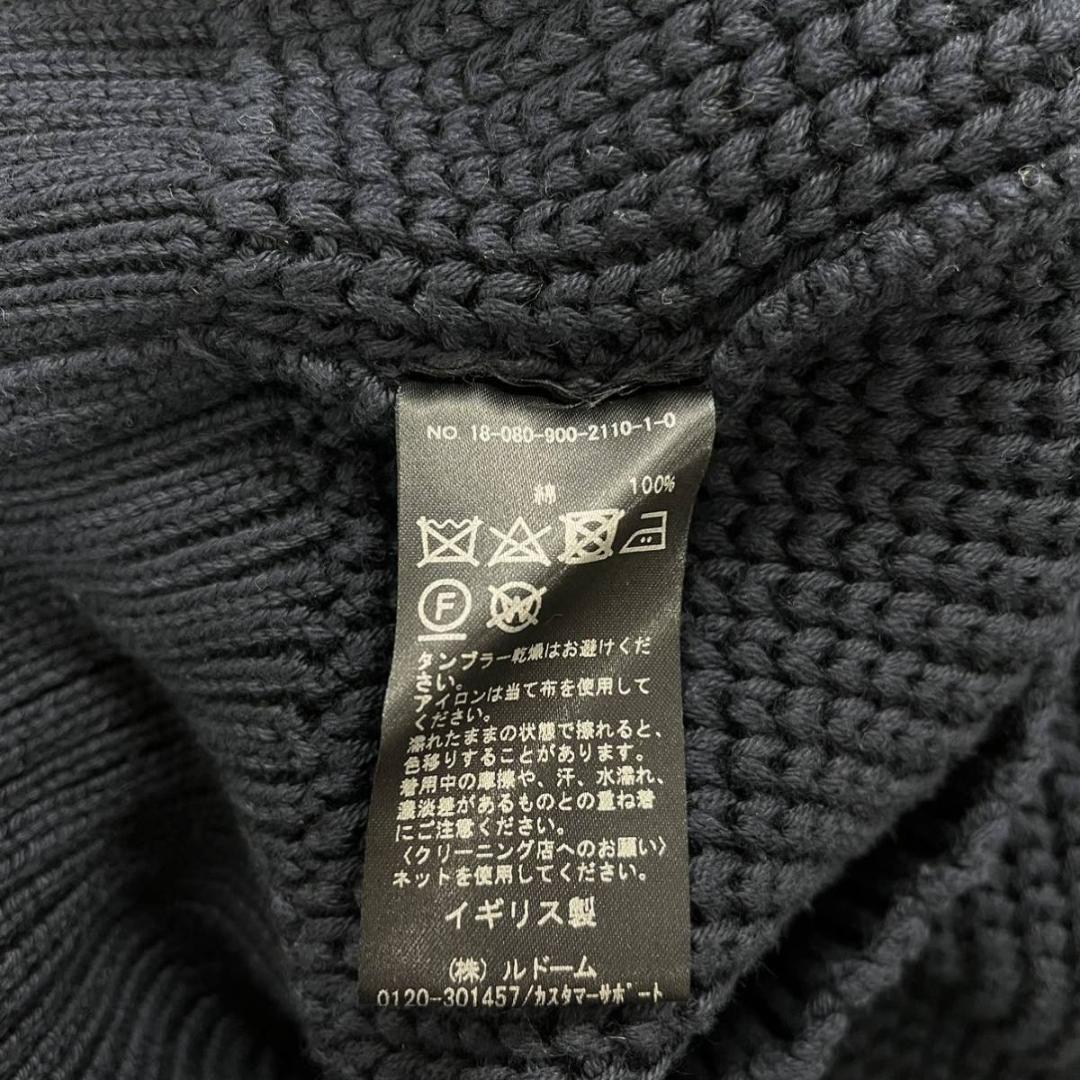 NO 18-080-900-2110-1-0
綿 100%
F W
タンブラー乾燥はお避けくだ
さい。
アイロンは当て布を使用して
ください。
濡れたままの状態で擦れると、
色移りすることがあります。
着用中の摩擦や、汗、水濡れ、
濃淡差があるものとの重ね着
にご注意ください。
〈クリーニング店へのお願い〉
ネットを使用してください。
イギリス製
(株) ルドーム
0120-301457/カスタマーサポート